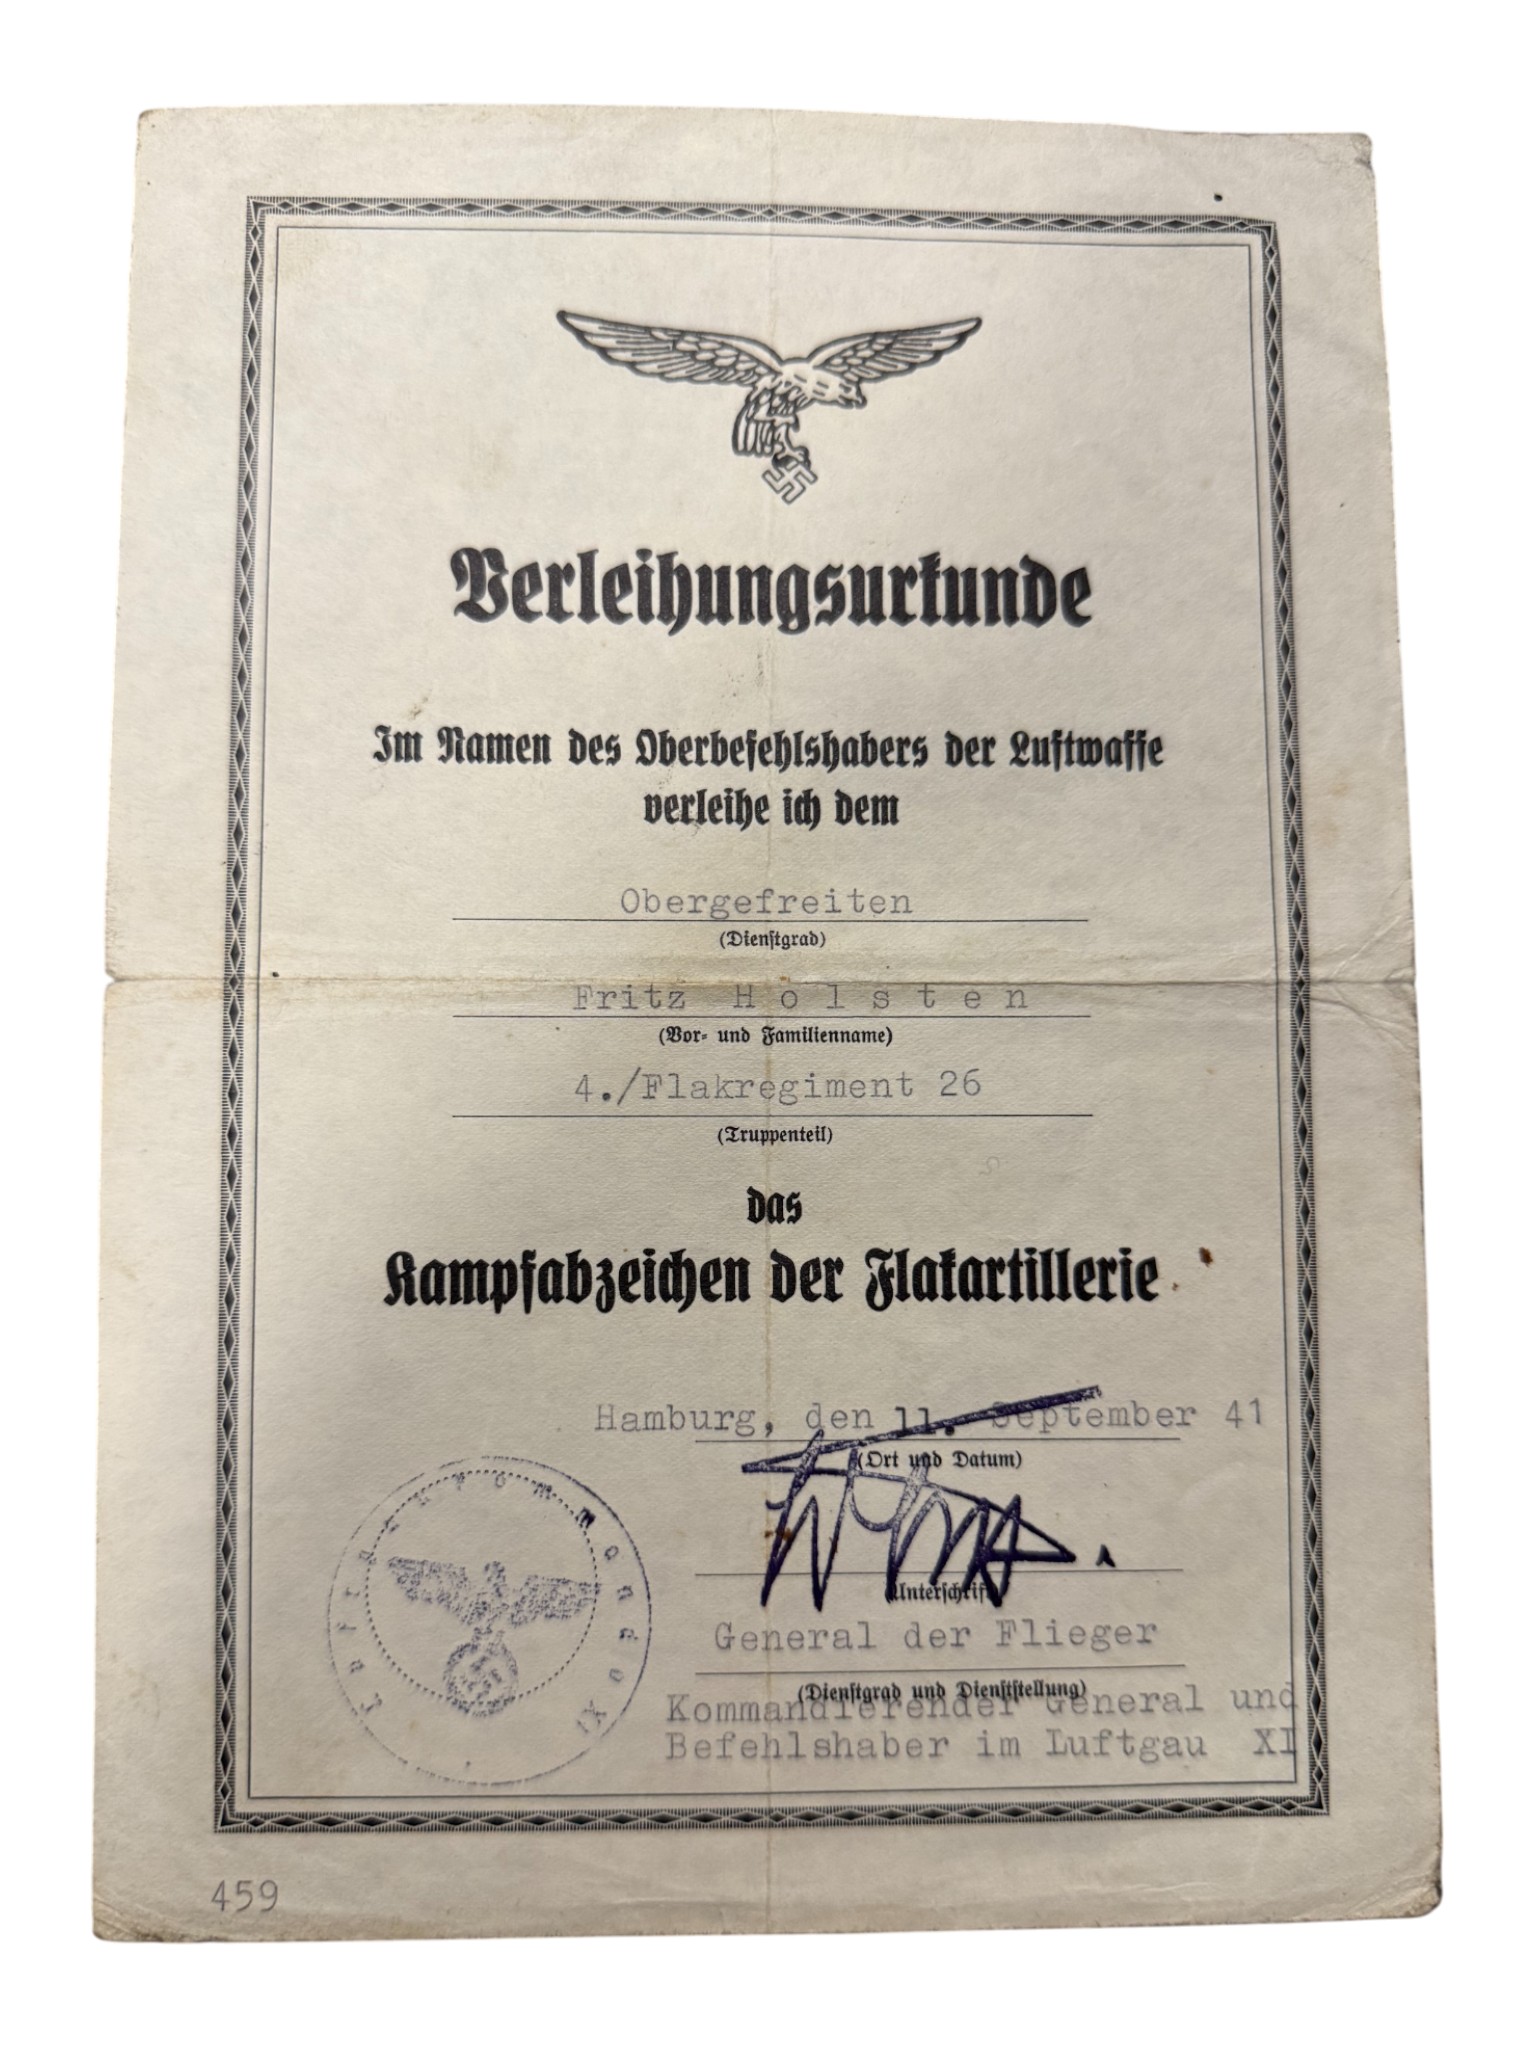 Verleihungsurkunde
Im Namen des Oberbefehlshabers der Luftwaffe
verleihe ich dem
Obergefreiten
(Dienstgrad)
Fritz Holsten
(Vor- und Familienname)
4./Flakregiment 26
(Truppenteil)
das
Kampfabzeichen der Flakartillerie
Hamburg, den 11. September 41
(Ort und Datum)
(Unterschrift)
General der Flieger
(Dienstgrad und Dienststellung)
Kommandierender General und
Befehlshaber im Luftgau XI
Luftgaukommando XI
459